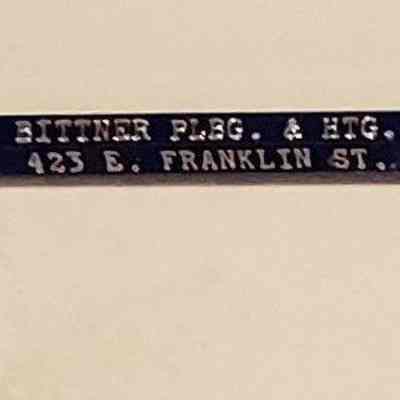 BITTNER PLBG. & HTG.
423 E. FRANKLIN ST..